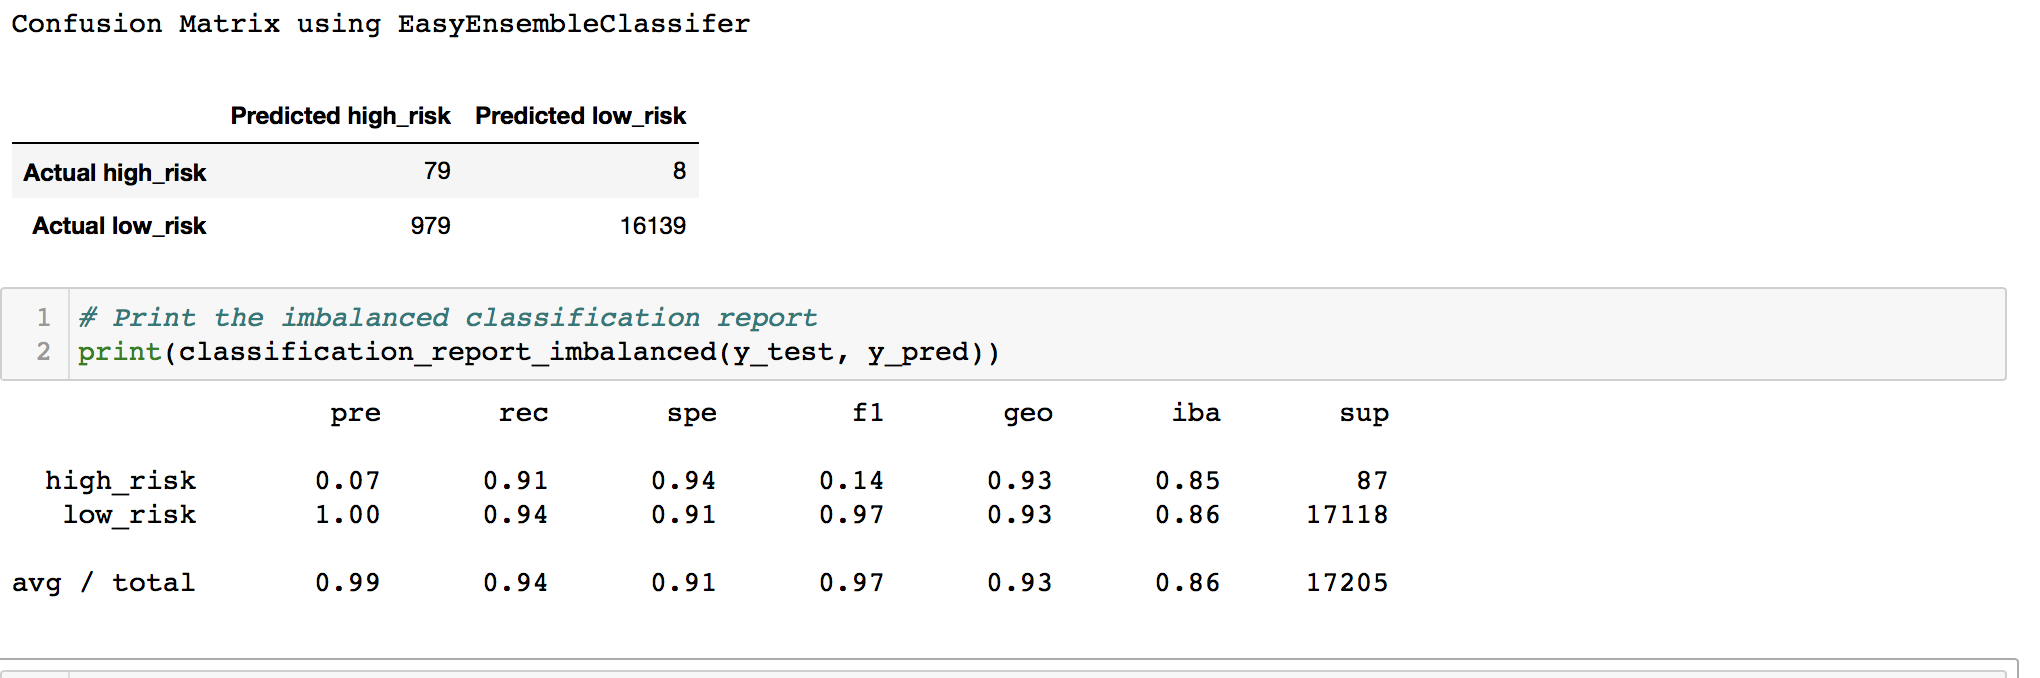 Confusion Matrix using EasyEnsembleClassifer
Predicted high_risk Predicted low_risk
Actual high_risk 79 8
Actual low_risk 979 16139
1 # Print the imbalanced classification report
2 print(classification_report_imbalanced(y_test, y_pred))
pre rec spe f1 geo iba sup
high_risk 0.07 0.91 0.94 0.14 0.93 0.85 87
low_risk 1.00 0.94 0.91 0.97 0.93 0.86 17118
avg / total 0.99 0.94 0.91 0.97 0.93 0.86 17205